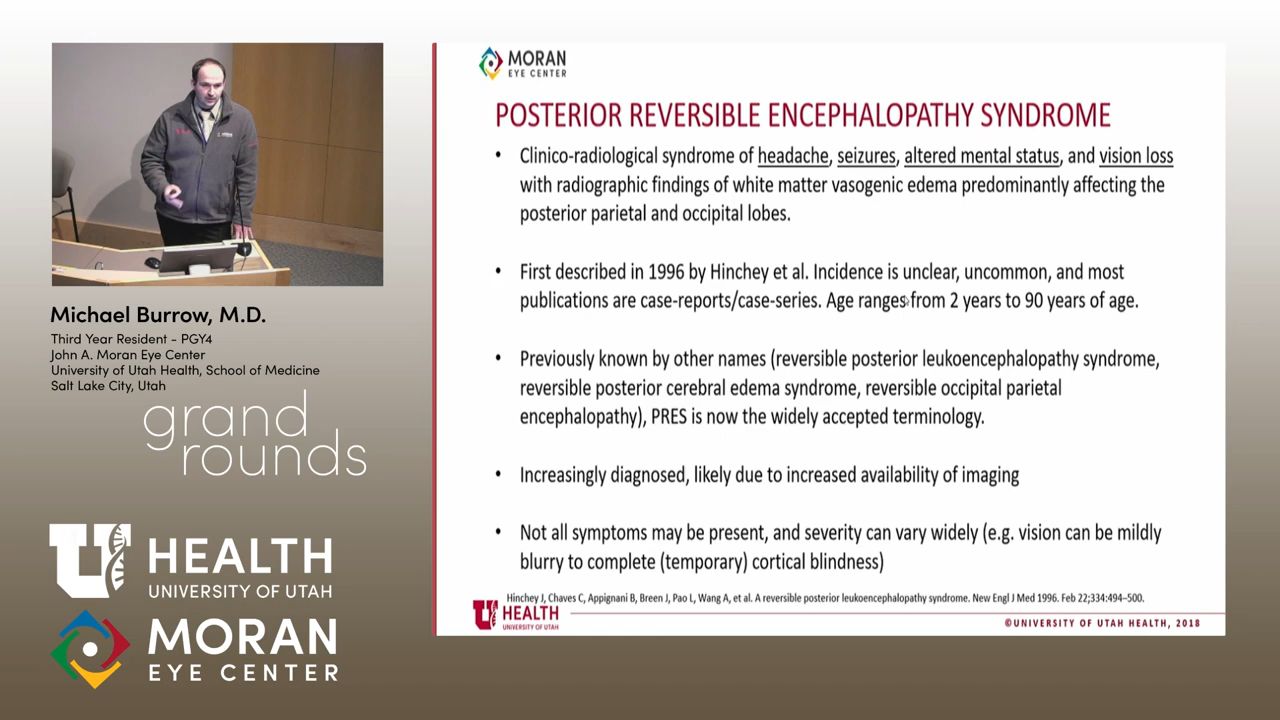 Michael Burrow, M.D.
Third Year Resident - PGY4
John A. Moran Eye Center
University of Utah Health, School of Medicine
Salt Lake City, Utah
grand
rounds
U HEALTH
UNIVERSITY OF UTAH
MORAN
EYE CENTER
MORAN
EYE CENTER
POSTERIOR REVERSIBLE ENCEPHALOPATHY SYNDROME
• Clinico-radiological syndrome of headache, seizures, altered mental status, and vision loss
with radiographic findings of white matter vasogenic edema predominantly affecting the
posterior parietal and occipital lobes.
• First described in 1996 by Hinchey et al. Incidence is unclear, uncommon, and most
publications are case-reports/case-series. Age ranges from 2 years to 90 years of age.
• Previously known by other names (reversible posterior leukoencephalopathy syndrome,
reversible posterior cerebral edema syndrome, reversible occipital parietal
encephalopathy), PRES is now the widely accepted terminology.
• Increasingly diagnosed, likely due to increased availability of imaging
• Not all symptoms may be present, and severity can vary widely (e.g. vision can be mildly
blurry to complete (temporary) cortical blindness)
Hinchey J, Chaves C, Appignani B, Breen J, Pao L, Wang A, et al. A reversible posterior leukoencephalopathy syndrome. New Engl J Med 1996. Feb 22;334:494–500.
U HEALTH
UNIVERSITY OF UTAH
©UNIVERSITY OF UTAH HEALTH, 2018